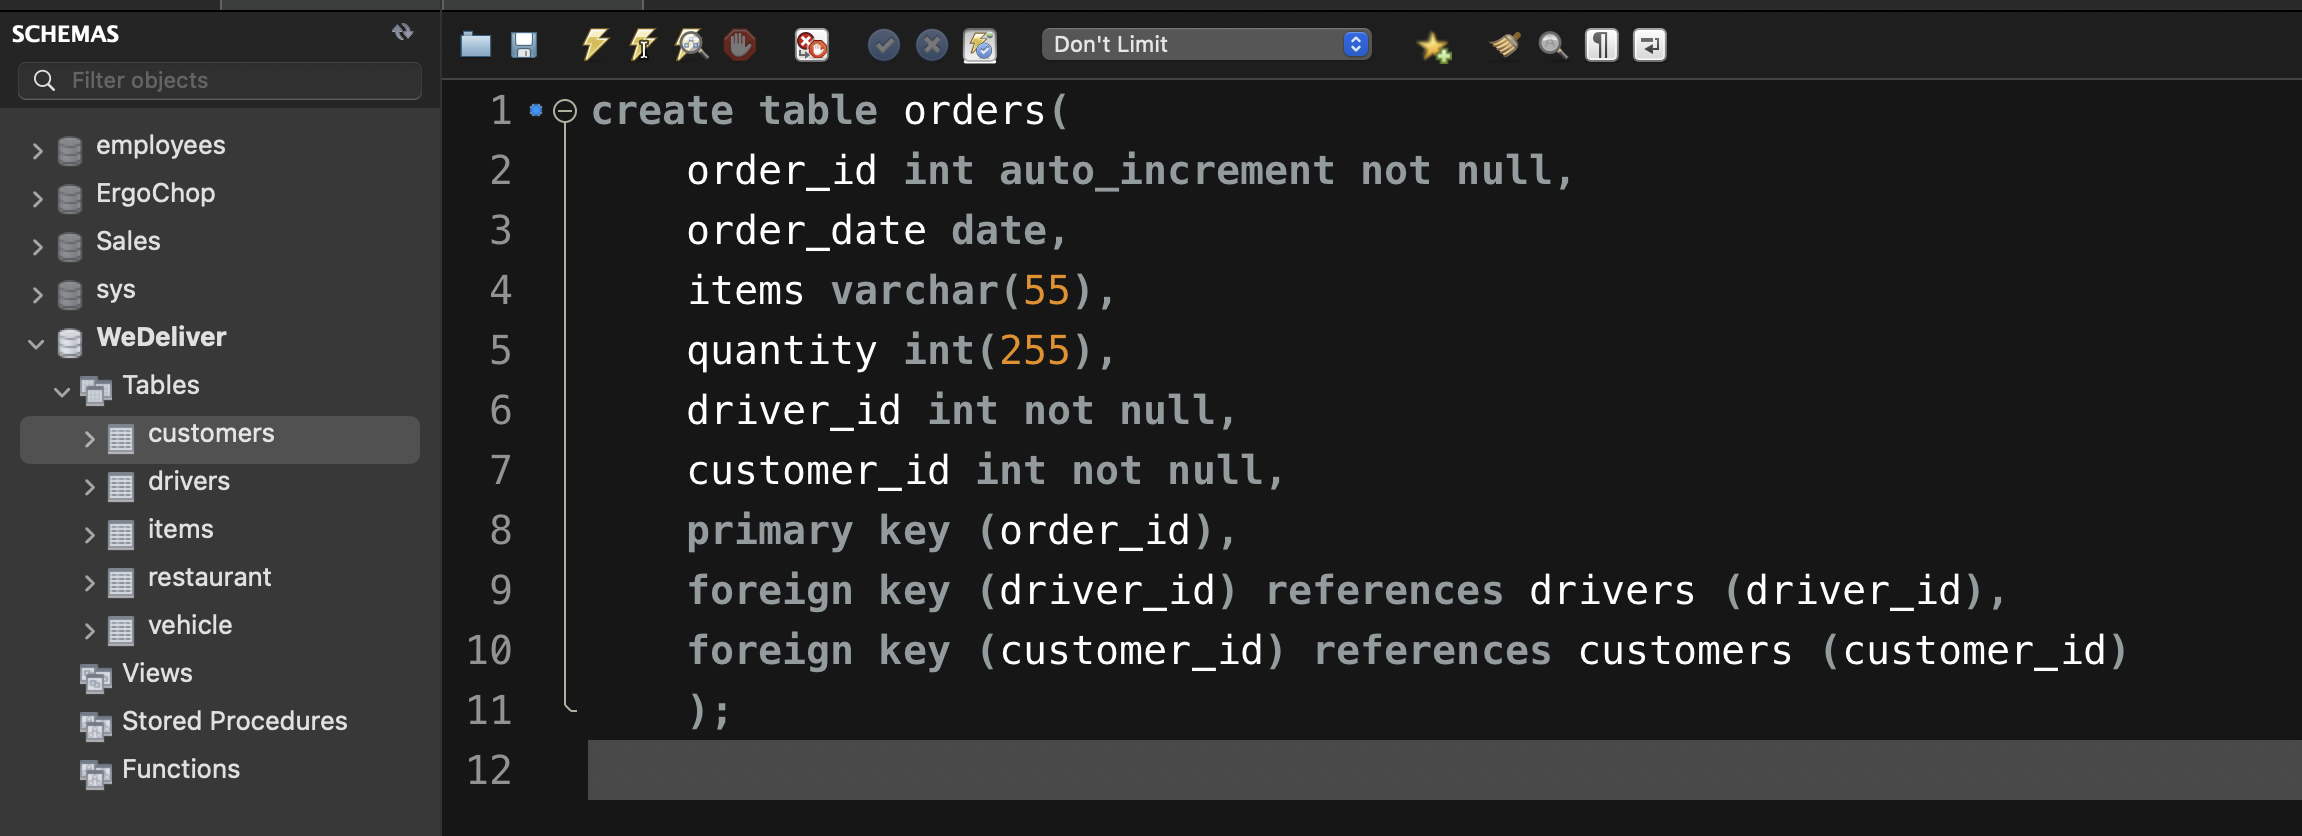 SCHEMAS
Filter objects
employees
ErgoChop
Sales
sys
WeDeliver
Tables
customers
drivers
items
restaurant
vehicle
Views
Stored Procedures
Functions
Don't Limit
1 create table orders(
2 order_id int auto_increment not null,
3 order_date date,
4 items varchar(55),
5 quantity int(255),
6 driver_id int not null,
7 customer_id int not null,
8 primary key (order_id),
9 foreign key (driver_id) references drivers (driver_id),
10 foreign key (customer_id) references customers (customer_id)
11 );
12